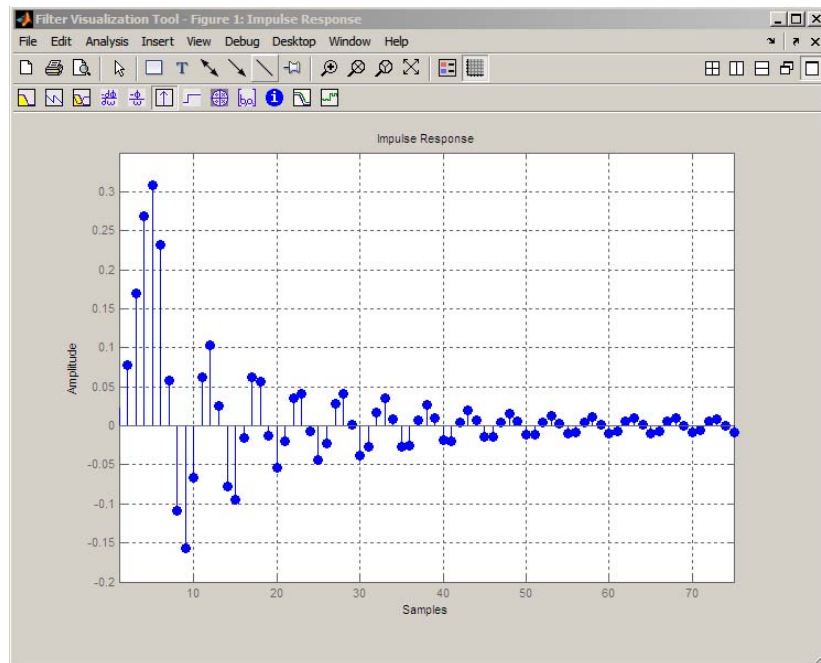 Filter Visualization Tool - Figure 1: Impulse Response
File Edit Analysis Insert View Debug Desktop Window Help
T
i
Impulse Response
0.3
0.25
0.2
0.15
0.1
0.05
0
-0.05
-0.1
-0.15
-0.2
Amplitude
10 20 30 40 50 60 70
Samples